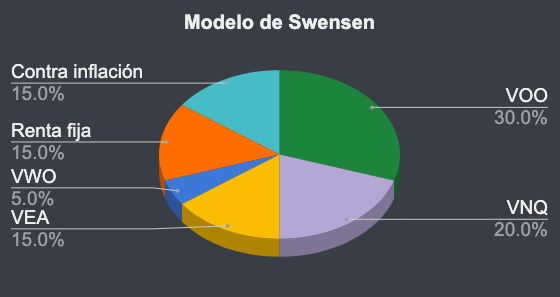 Modelo de Swensen
Contra inflación
15.0%
Renta fija
15.0%
VWO
5.0%
VEA
15.0%
VOO
30.0%
VNQ
20.0%